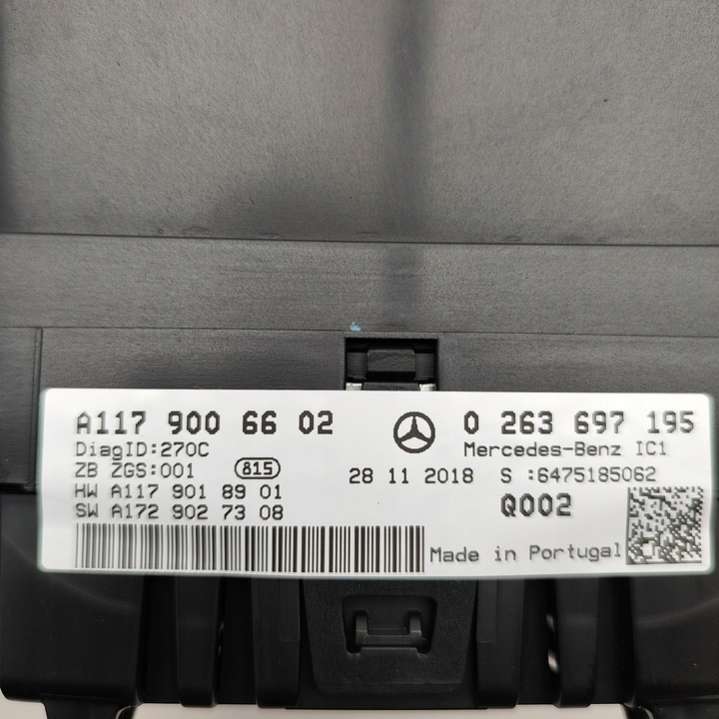 A117 900 66 02 0 263 697 195
DiagID:270C Mercedes-Benz IC1
ZB ZGS:001 815 28 11 2018 S :6475185062
HW A117 901 89 01 Q002
SW A172 902 73 08
Made in Portugal